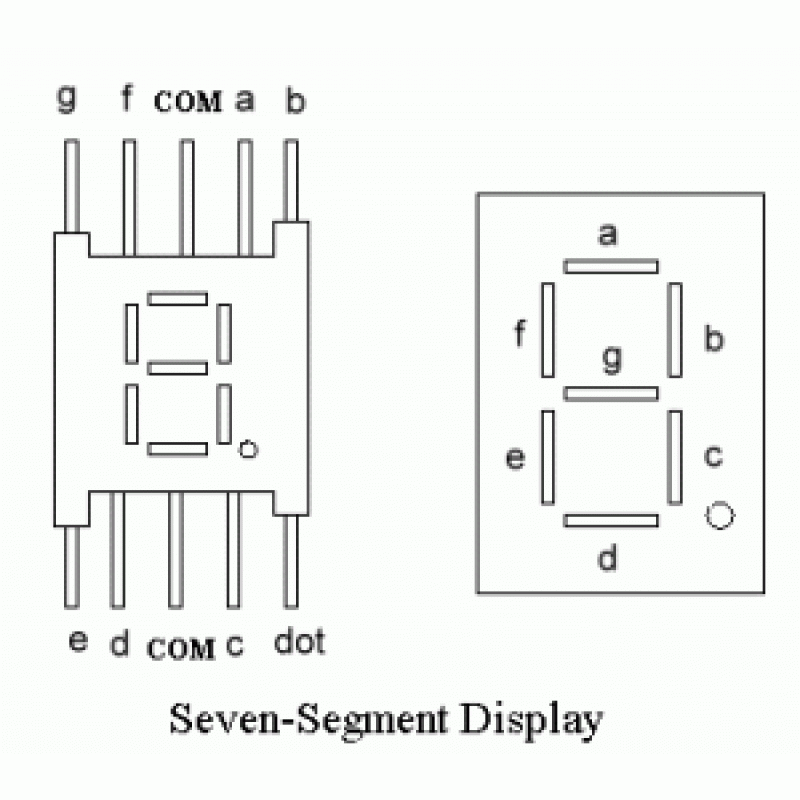 g f COM a b
a
f b
g
e c
d
e d COM c dot
Seven-Segment Display